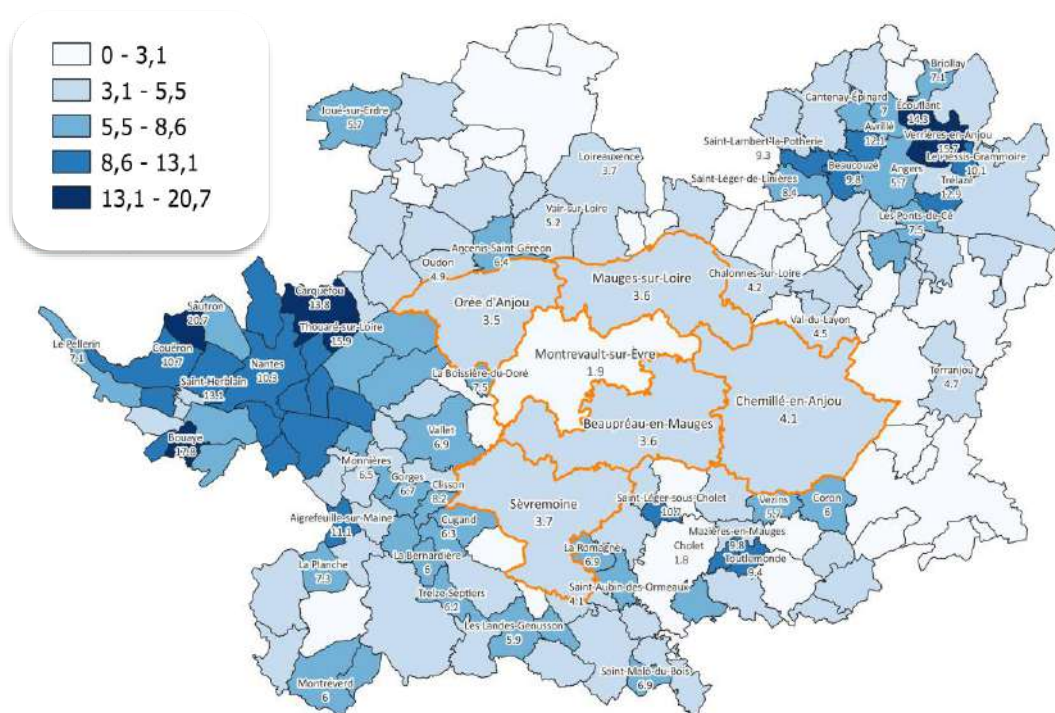 0 - 3,1
3,1 - 5,5
5,5 - 8,6
8,6 - 13,1
13,1 - 20,7
Briollay
7.1
Joué-sur-Erdre
5.7
Cantenay-Épinard
7
Écouflant
14.3
Avrillé
12.1
Verrières-en-Anjou
15.7
Saint-Lambert-la-Potherie
9.3
Loireauxence
3.7
Beaucouzé
9.8
Angers
5.7
Le Plessis-Grammoire
10.1
Saint-Léger-de-Linières
8.4
Trélazé
12.9
Vair-sur-Loire
5.2
Les Ponts-de-Cé
7.5
Ancenis-Saint-Géreon
6.4
Oudon
4.9
Mauges-sur-Loire
3.6
Chalonnes-sur-Loire
4.2
Carquefou
13.8
Orée d'Anjou
3.5
Sautron
20.7
Thouaré-sur-Loire
15.9
Val-du-Layon
4.5
Le Pellerin
7.1
Couëron
10.7
Nantes
10.3
Montrevault-sur-Èvre
1.9
La Boissière-du-Doré
7.5
Terranjou
4.7
Saint-Herblain
13.1
Chemillé-en-Anjou
4.1
Beaupréau-en-Mauges
3.6
Vallet
6.9
Bouaye
17.8
Monnières
6.5
Gorges
6.7
Clisson
8.2
Sèvremoine
3.7
Saint-Léger-sous-Cholet
10.7
Vezins
5.7
Coron
6
Aigrefeuille-sur-Maine
11.1
Cugand
6.3
Mazières-en-Mauges
9.8
La Romagne
6.9
Cholet
1.8
Toutlemonde
9.4
La Bernardière
6
La Planche
7.3
Saint-Aubin-des-Ormeaux
4.1
Treize-Septiers
6.2
Les Landes-Genusson
5.9
Saint-Malô-du-Bois
6.9
Montréverd
6